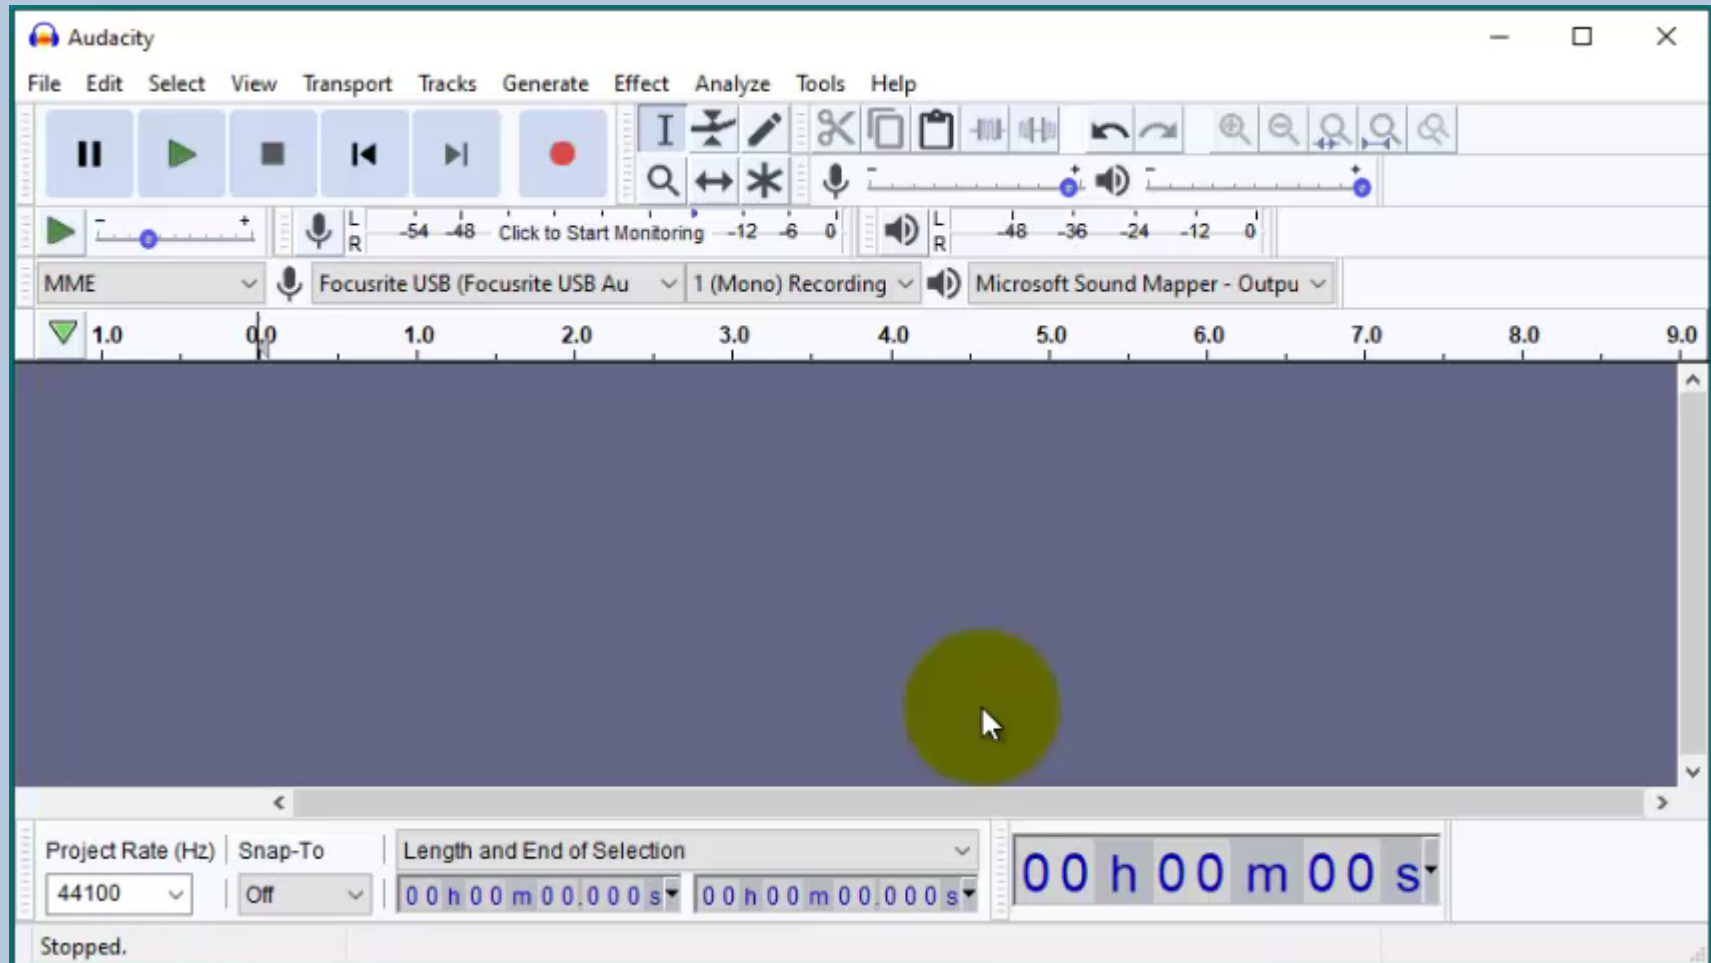 Audacity
File Edit Select View Transport Tracks Generate Effect Analyze Tools Help
- + - +
- + L R -54 -48 Click to Start Monitoring -12 -6 0 L R -48 -36 -24 -12 0
MME Focusrite USB (Focusrite USB Au 1 (Mono) Recording Microsoft Sound Mapper - Outpu
1.0 0.0 1.0 2.0 3.0 4.0 5.0 6.0 7.0 8.0 9.0
Project Rate (Hz) Snap-To Length and End of Selection
44100 Off 00h00m00.000s 00h00m00.000s 00h00m00s
Stopped.